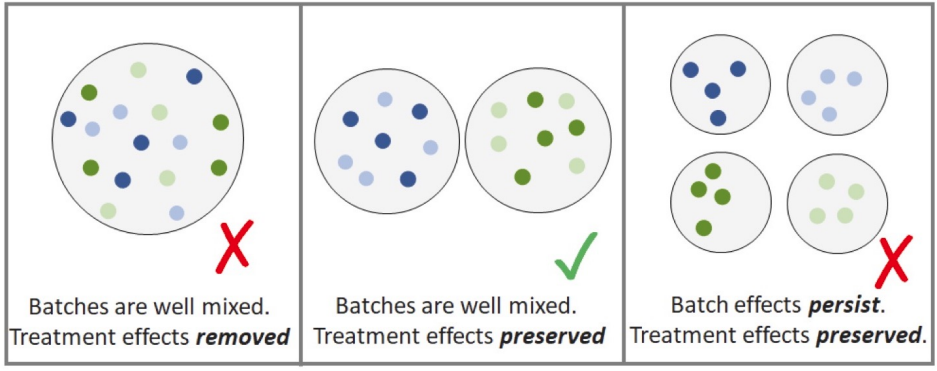 Batches are well mixed.
Treatment effects removed
Batches are well mixed.
Treatment effects preserved
Batch effects persist.
Treatment effects preserved.